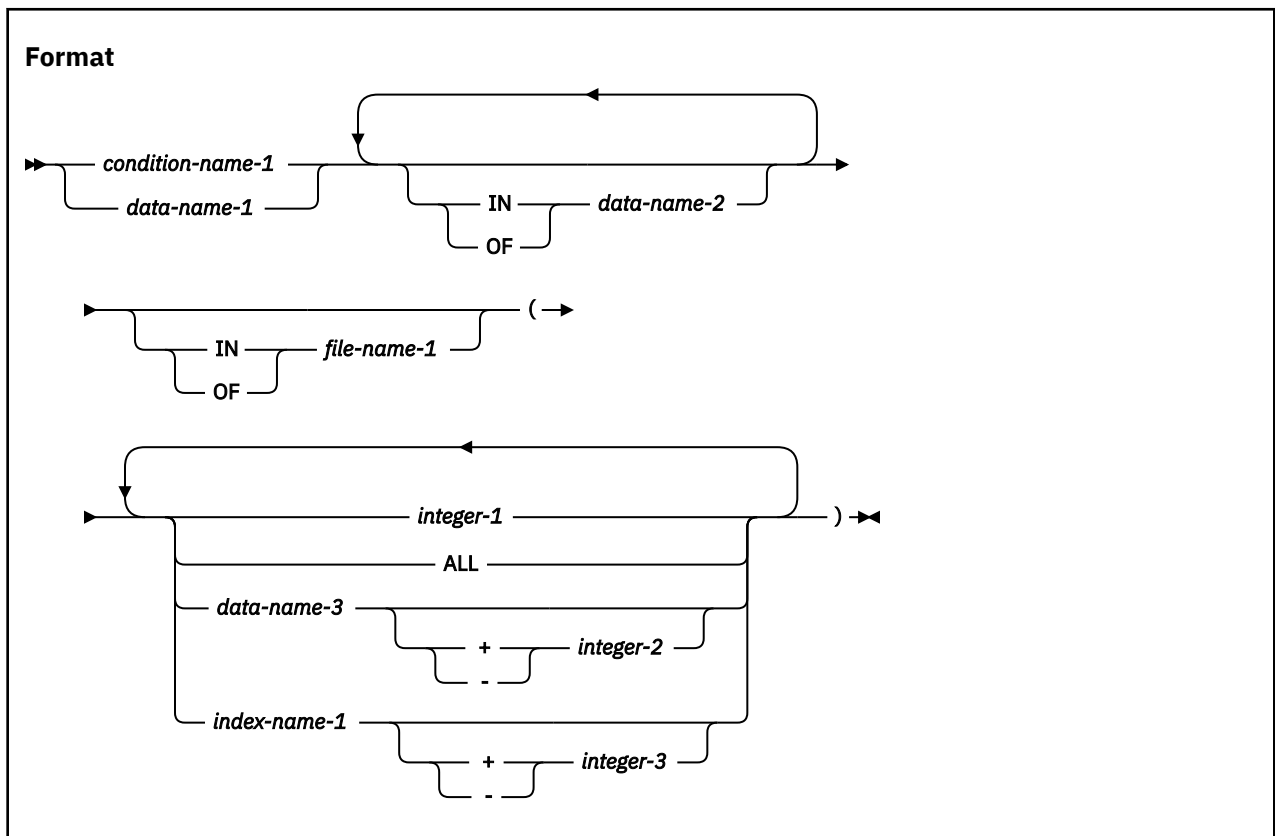 Format
condition-name-1
data-name-1
IN data-name-2
OF
(
IN file-name-1
OF
integer-1 )
ALL
data-name-3
+ integer-2
-
index-name-1
+ integer-3
-